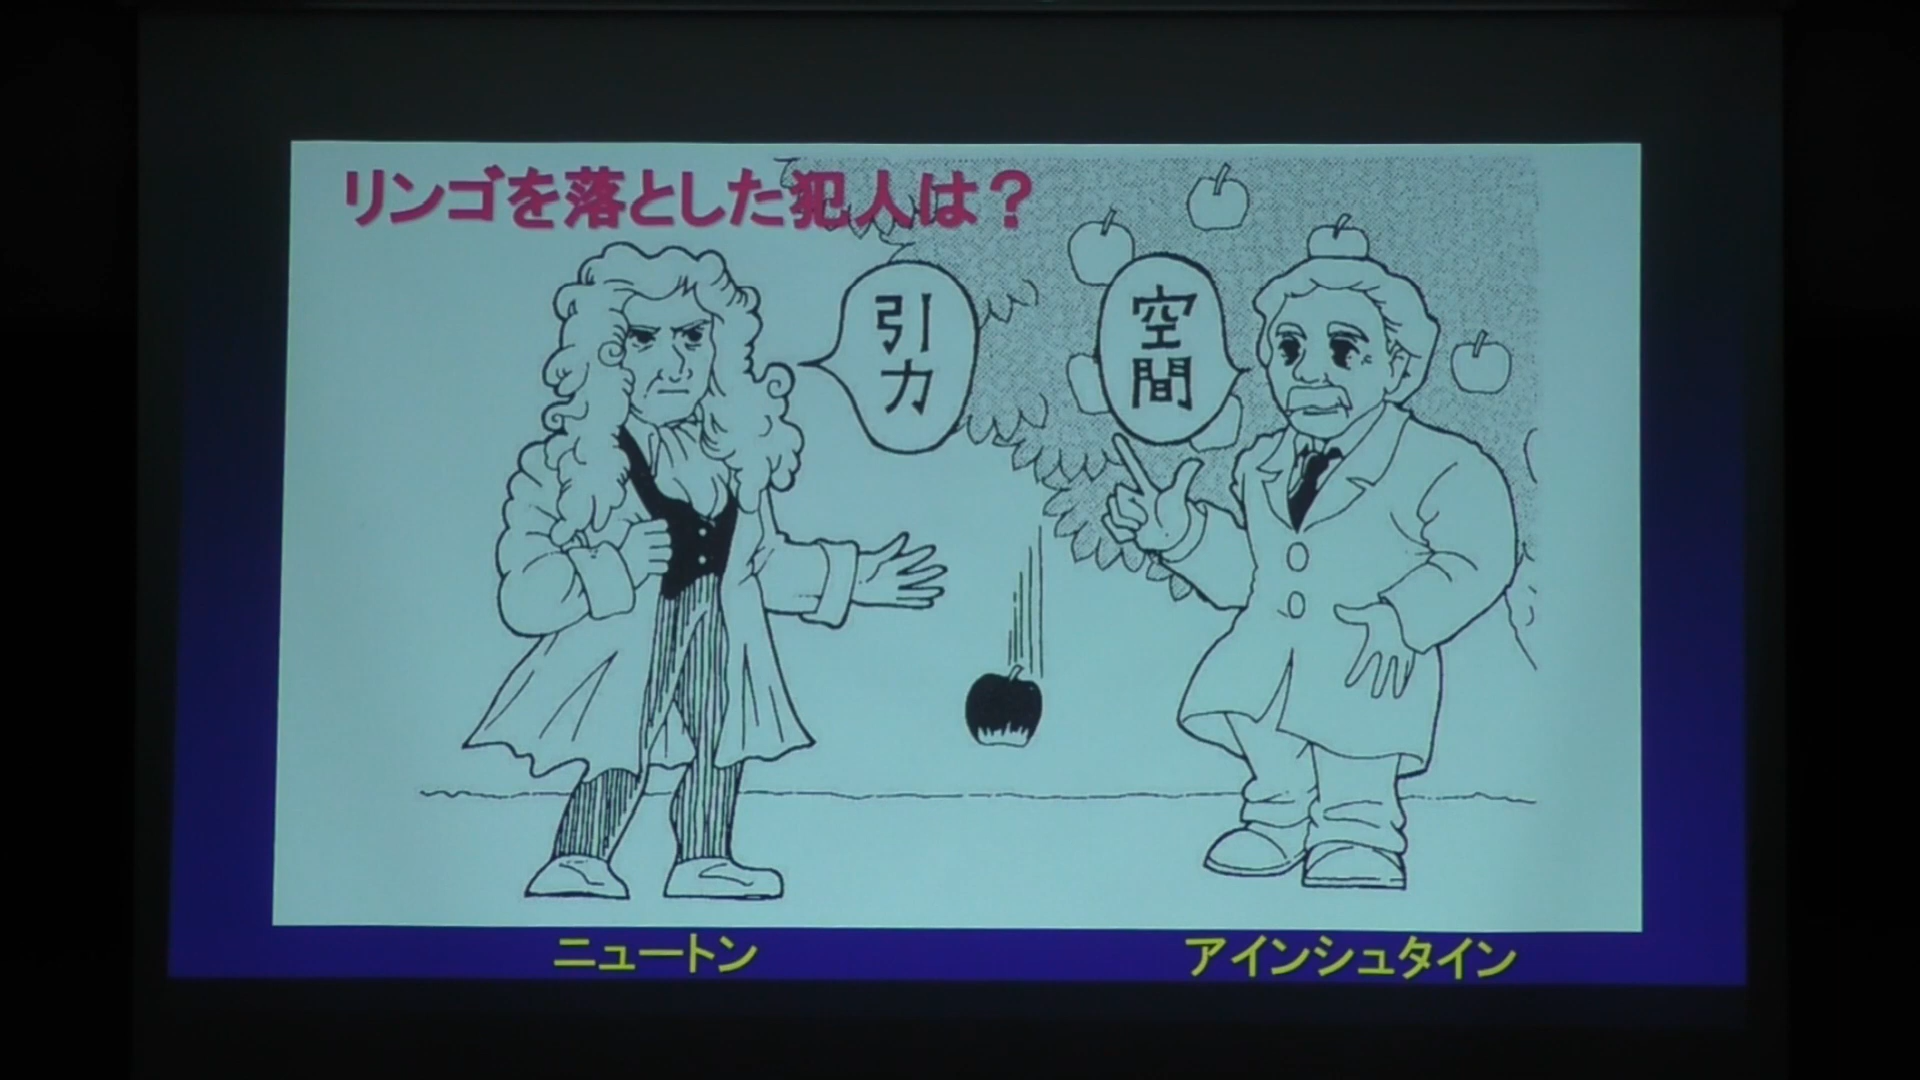 リンゴを落とした犯人は？
引力
空間
ニュートン
アインシュタイン